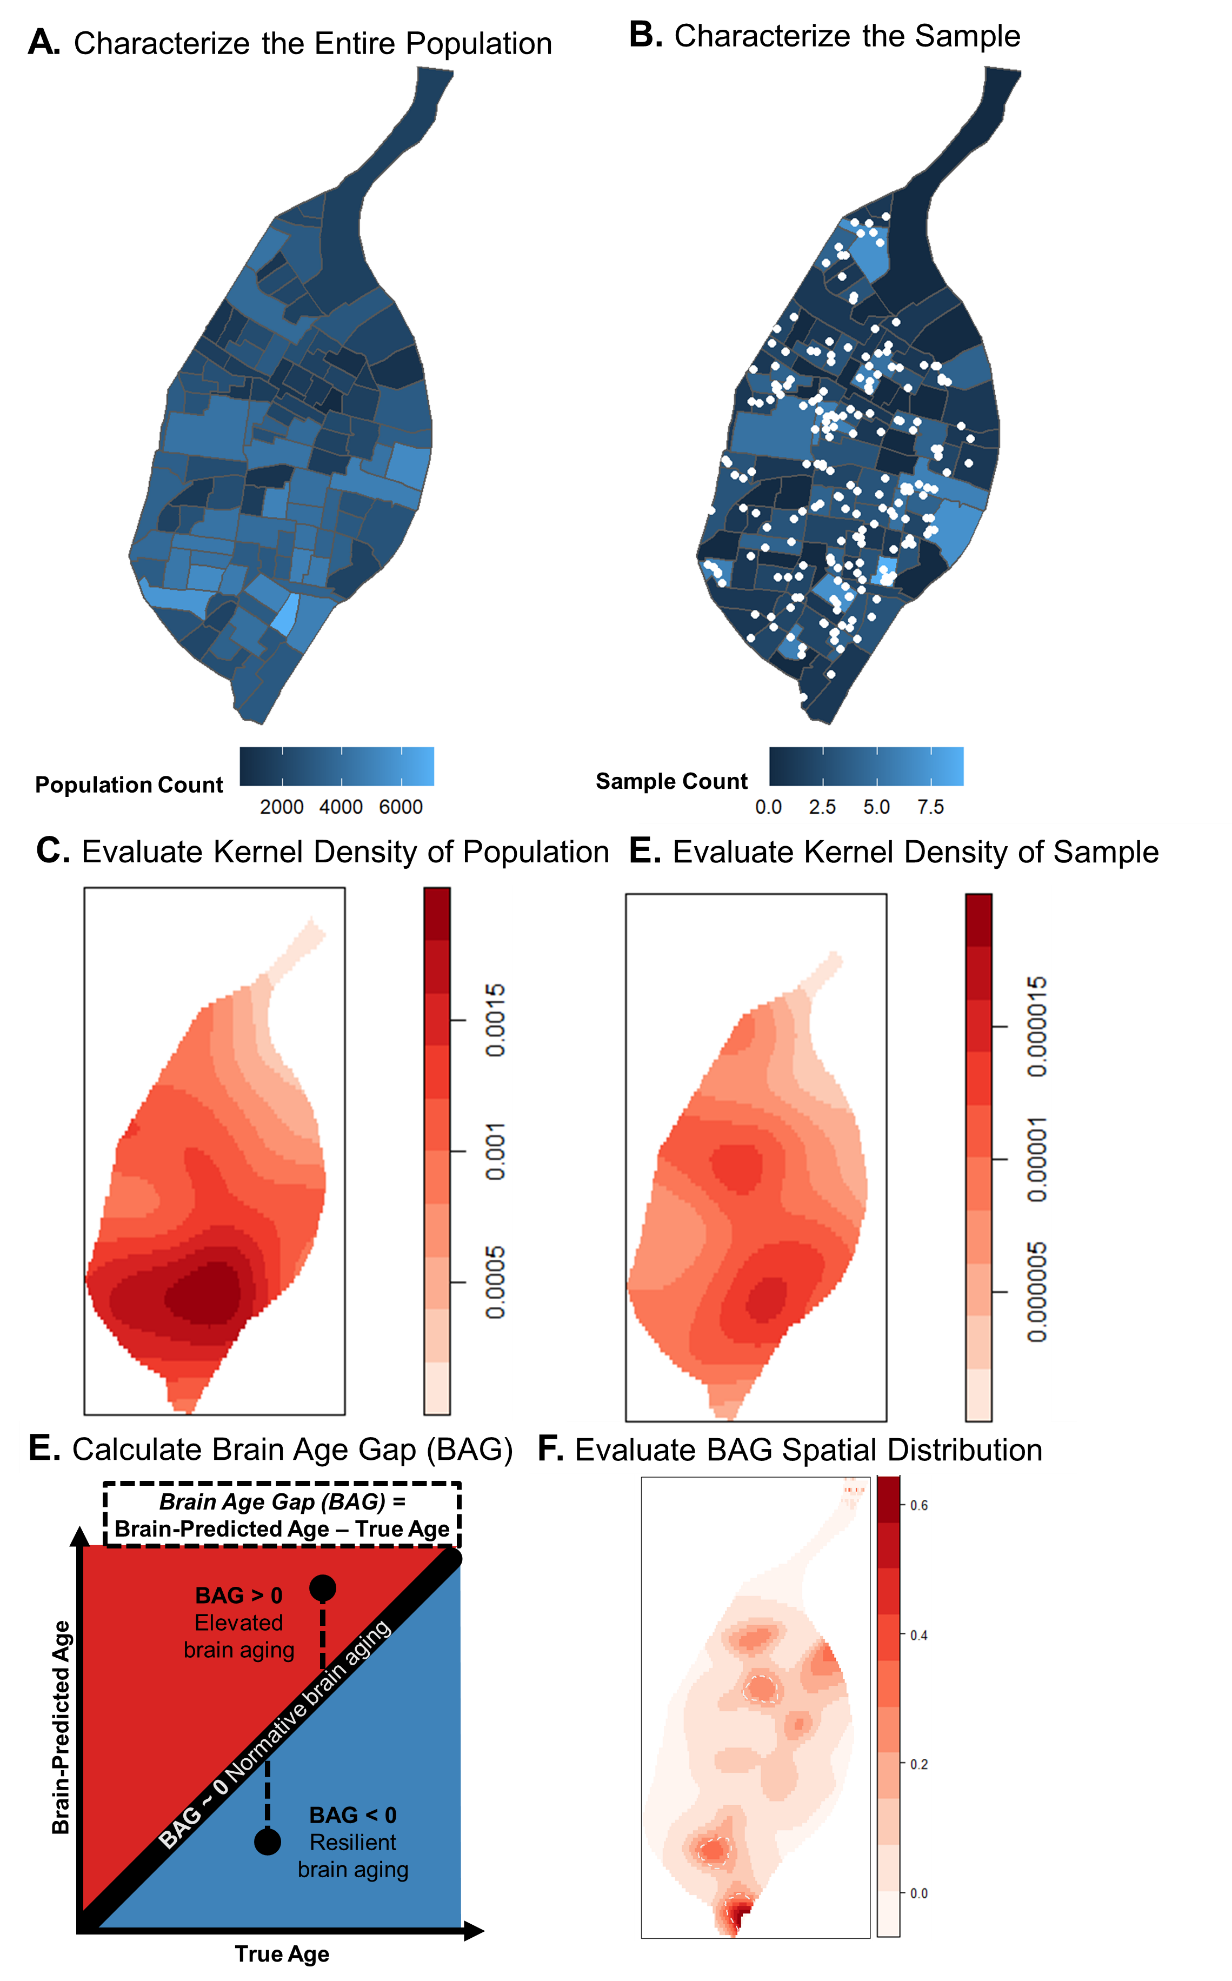 A. Characterize the Entire Population
B. Characterize the Sample
Population Count
2000 4000 6000
Sample Count
0.0 2.5 5.0 7.5
C. Evaluate Kernel Density of Population
0.0015
0.001
0.0005
E. Evaluate Kernel Density of Sample
0.000015
0.00001
0.000005
E. Calculate Brain Age Gap (BAG)
Brain Age Gap (BAG) =
Brain-Predicted Age – True Age
BAG > 0
Elevated
brain aging
BAG ~ 0 Normative brain aging
BAG < 0
Resilient
brain aging
Brain-Predicted Age
True Age
F. Evaluate BAG Spatial Distribution
0.6
0.4
0.2
0.0